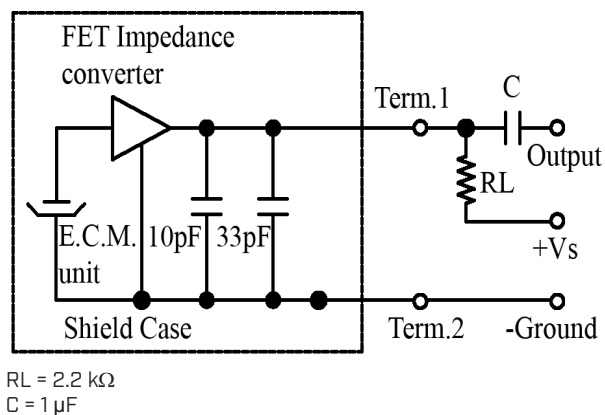 FET Impedance
converter
Term.1
C
Output
RL
+Vs
E.C.M. 10pF 33pF
unit
Shield Case
Term.2
-Ground
RL = 2.2 kΩ
C = 1 µF